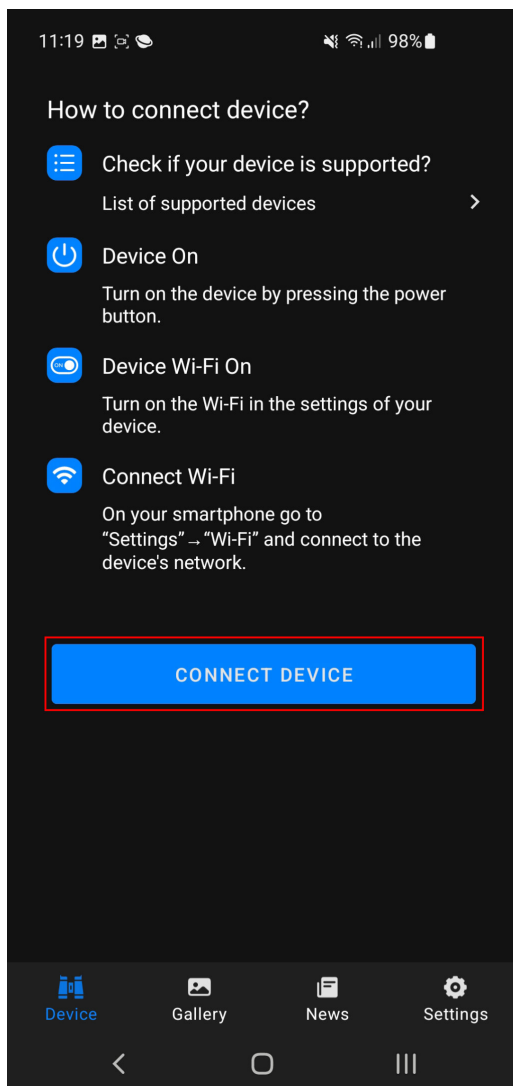 11:19 98%
How to connect device?
Check if your device is supported?
List of supported devices
Device On
Turn on the device by pressing the power
button.
Device Wi-Fi On
Turn on the Wi-Fi in the settings of your
device.
Connect Wi-Fi
On your smartphone go to
“Settings”→“Wi-Fi” and connect to the
device's network.
CONNECT DEVICE
Device Gallery News Settings